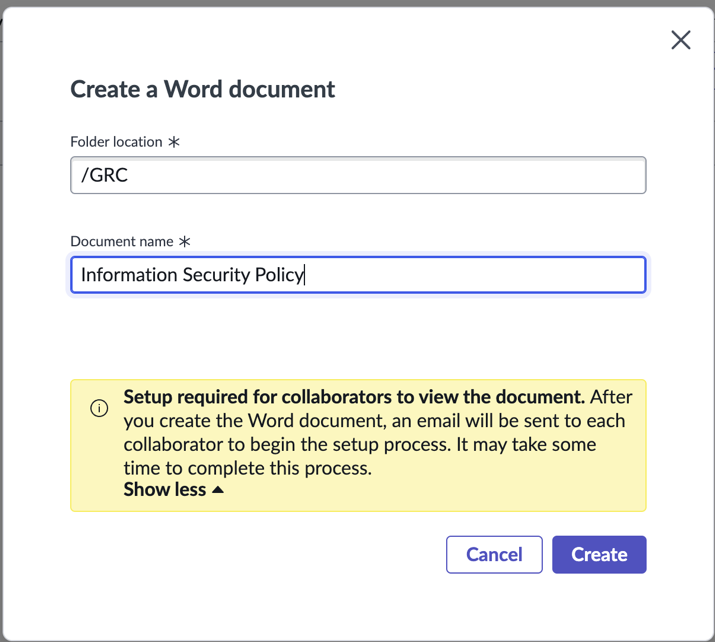 Create a Word document
Folder location *
/GRC
Document name *
Information Security Policy
Setup required for collaborators to view the document. After
you create the Word document, an email will be sent to each
collaborator to begin the setup process. It may take some
time to complete this process.
Show less
Cancel
Create